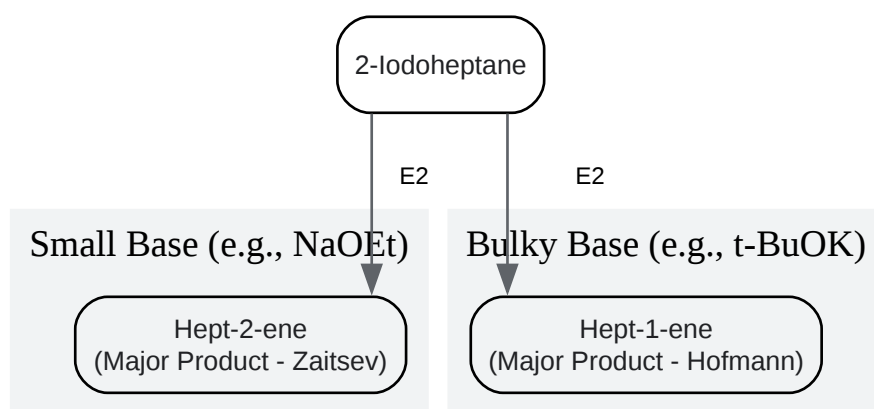 2-Iodoheptane
E2
E2
Small Base (e.g., NaOEt)
Bulky Base (e.g., t-BuOK)
Hept-2-ene
(Major Product - Zaitsev)
Hept-1-ene
(Major Product - Hofmann)